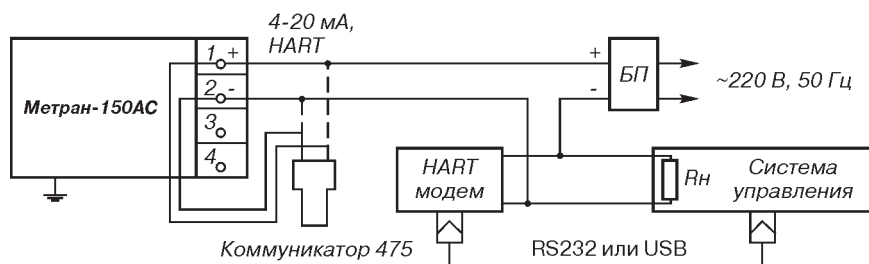 4-20 мА,
HART
Метран-150АС
1 +
2 -
3
4
+
-
БП
~220 В, 50 Гц
HART
модем
Rн
Система
управления
Коммуникатор 475
RS232 или USB